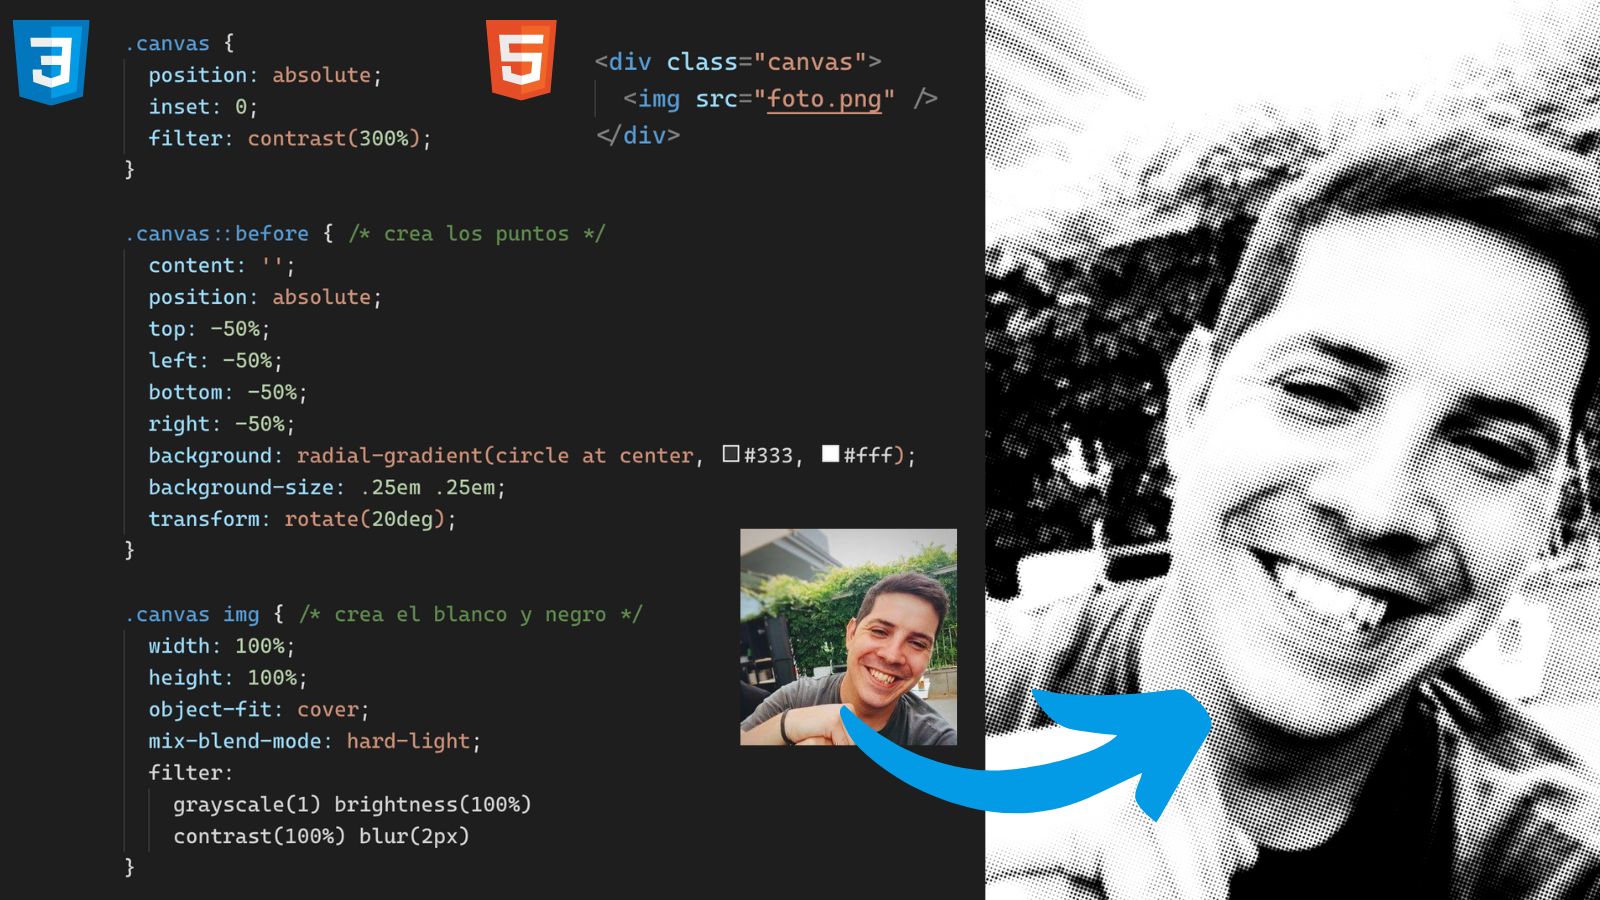 3
.canvas {
position: absolute;
inset: 0;
filter: contrast(300%);
}
.canvas::before { /* crea los puntos */
content: '';
position: absolute;
top: -50%;
left: -50%;
bottom: -50%;
right: -50%;
background: radial-gradient(circle at center, #333, #fff);
background-size: .25em .25em;
transform: rotate(20deg);
}
.canvas img { /* crea el blanco y negro */
width: 100%;
height: 100%;
object-fit: cover;
mix-blend-mode: hard-light;
filter:
grayscale(1) brightness(100%)
contrast(100%) blur(2px)
}
5
<div class="canvas">
<img src="foto.png" />
</div>